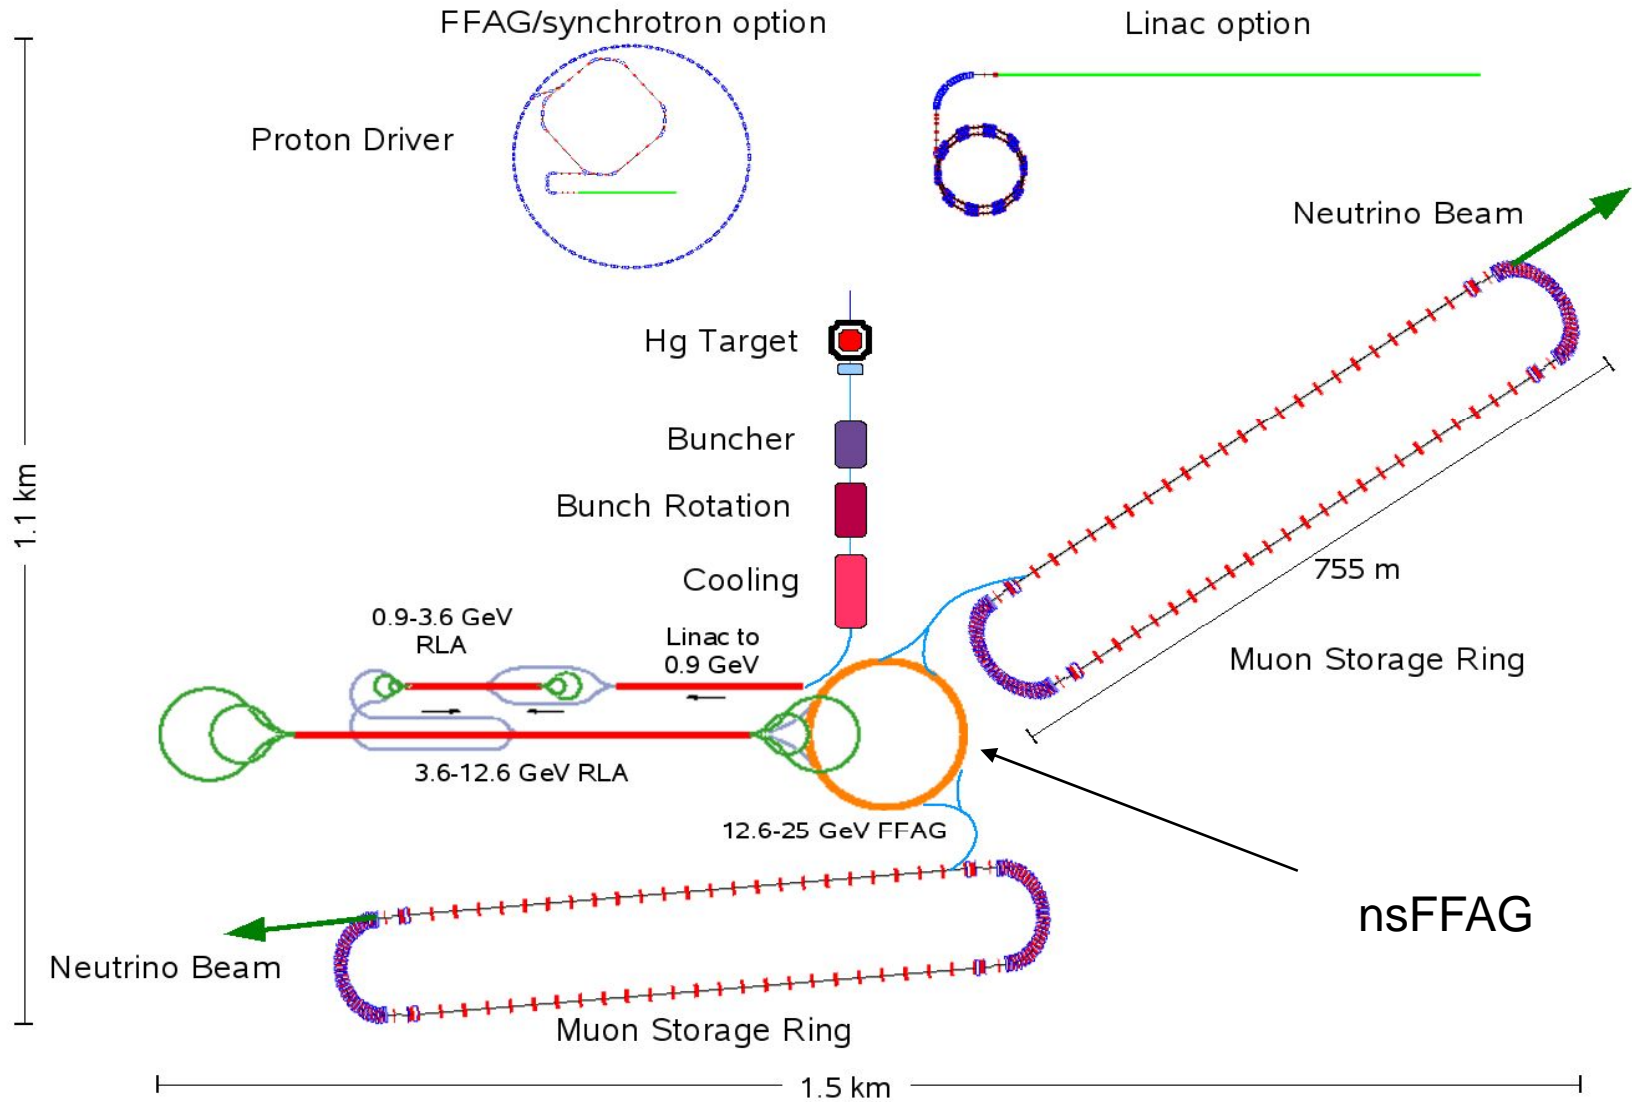 FFAG/synchrotron option
Linac option
Proton Driver
Neutrino Beam
Hg Target
Buncher
1.1 km
Bunch Rotation
755 m
Cooling
0.9-3.6 GeV
RLA
Linac to
0.9 GeV
Muon Storage Ring
3.6-12.6 GeV RLA
12.6-25 GeV FFAG
nsFFAG
Neutrino Beam
Muon Storage Ring
1.5 km